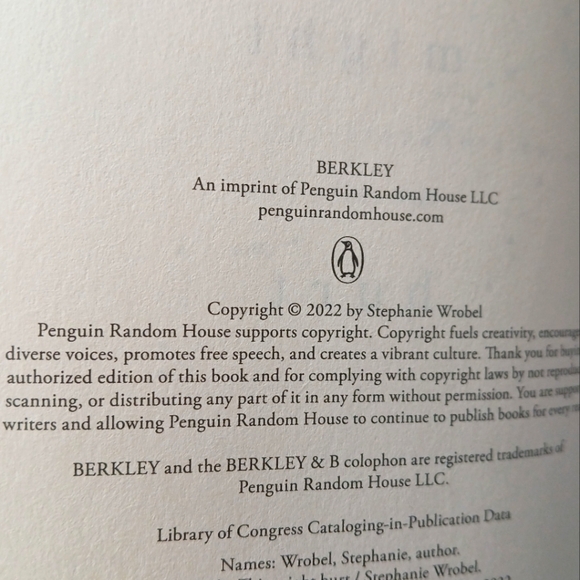 BERKLEY
An imprint of Penguin Random House LLC
penguinrandomhouse.com
Copyright © 2022 by Stephanie Wrobel
Penguin Random House supports copyright. Copyright fuels creativity,
diverse voices, promotes free speech, and creates a vibrant culture. Thank you for
authorized edition of this book and for complying with copyright laws by not
scanning, or distributing any part of it in any form without permission. You are
writers and allowing Penguin Random House to continue to publish books for every
BERKLEY and the BERKLEY & B colophon are registered trademarks of
Penguin Random House LLC.
Library of Congress Cataloging-in-Publication Data
Names: Wrobel, Stephanie, author.
hurt / Stephanie Wrobel.